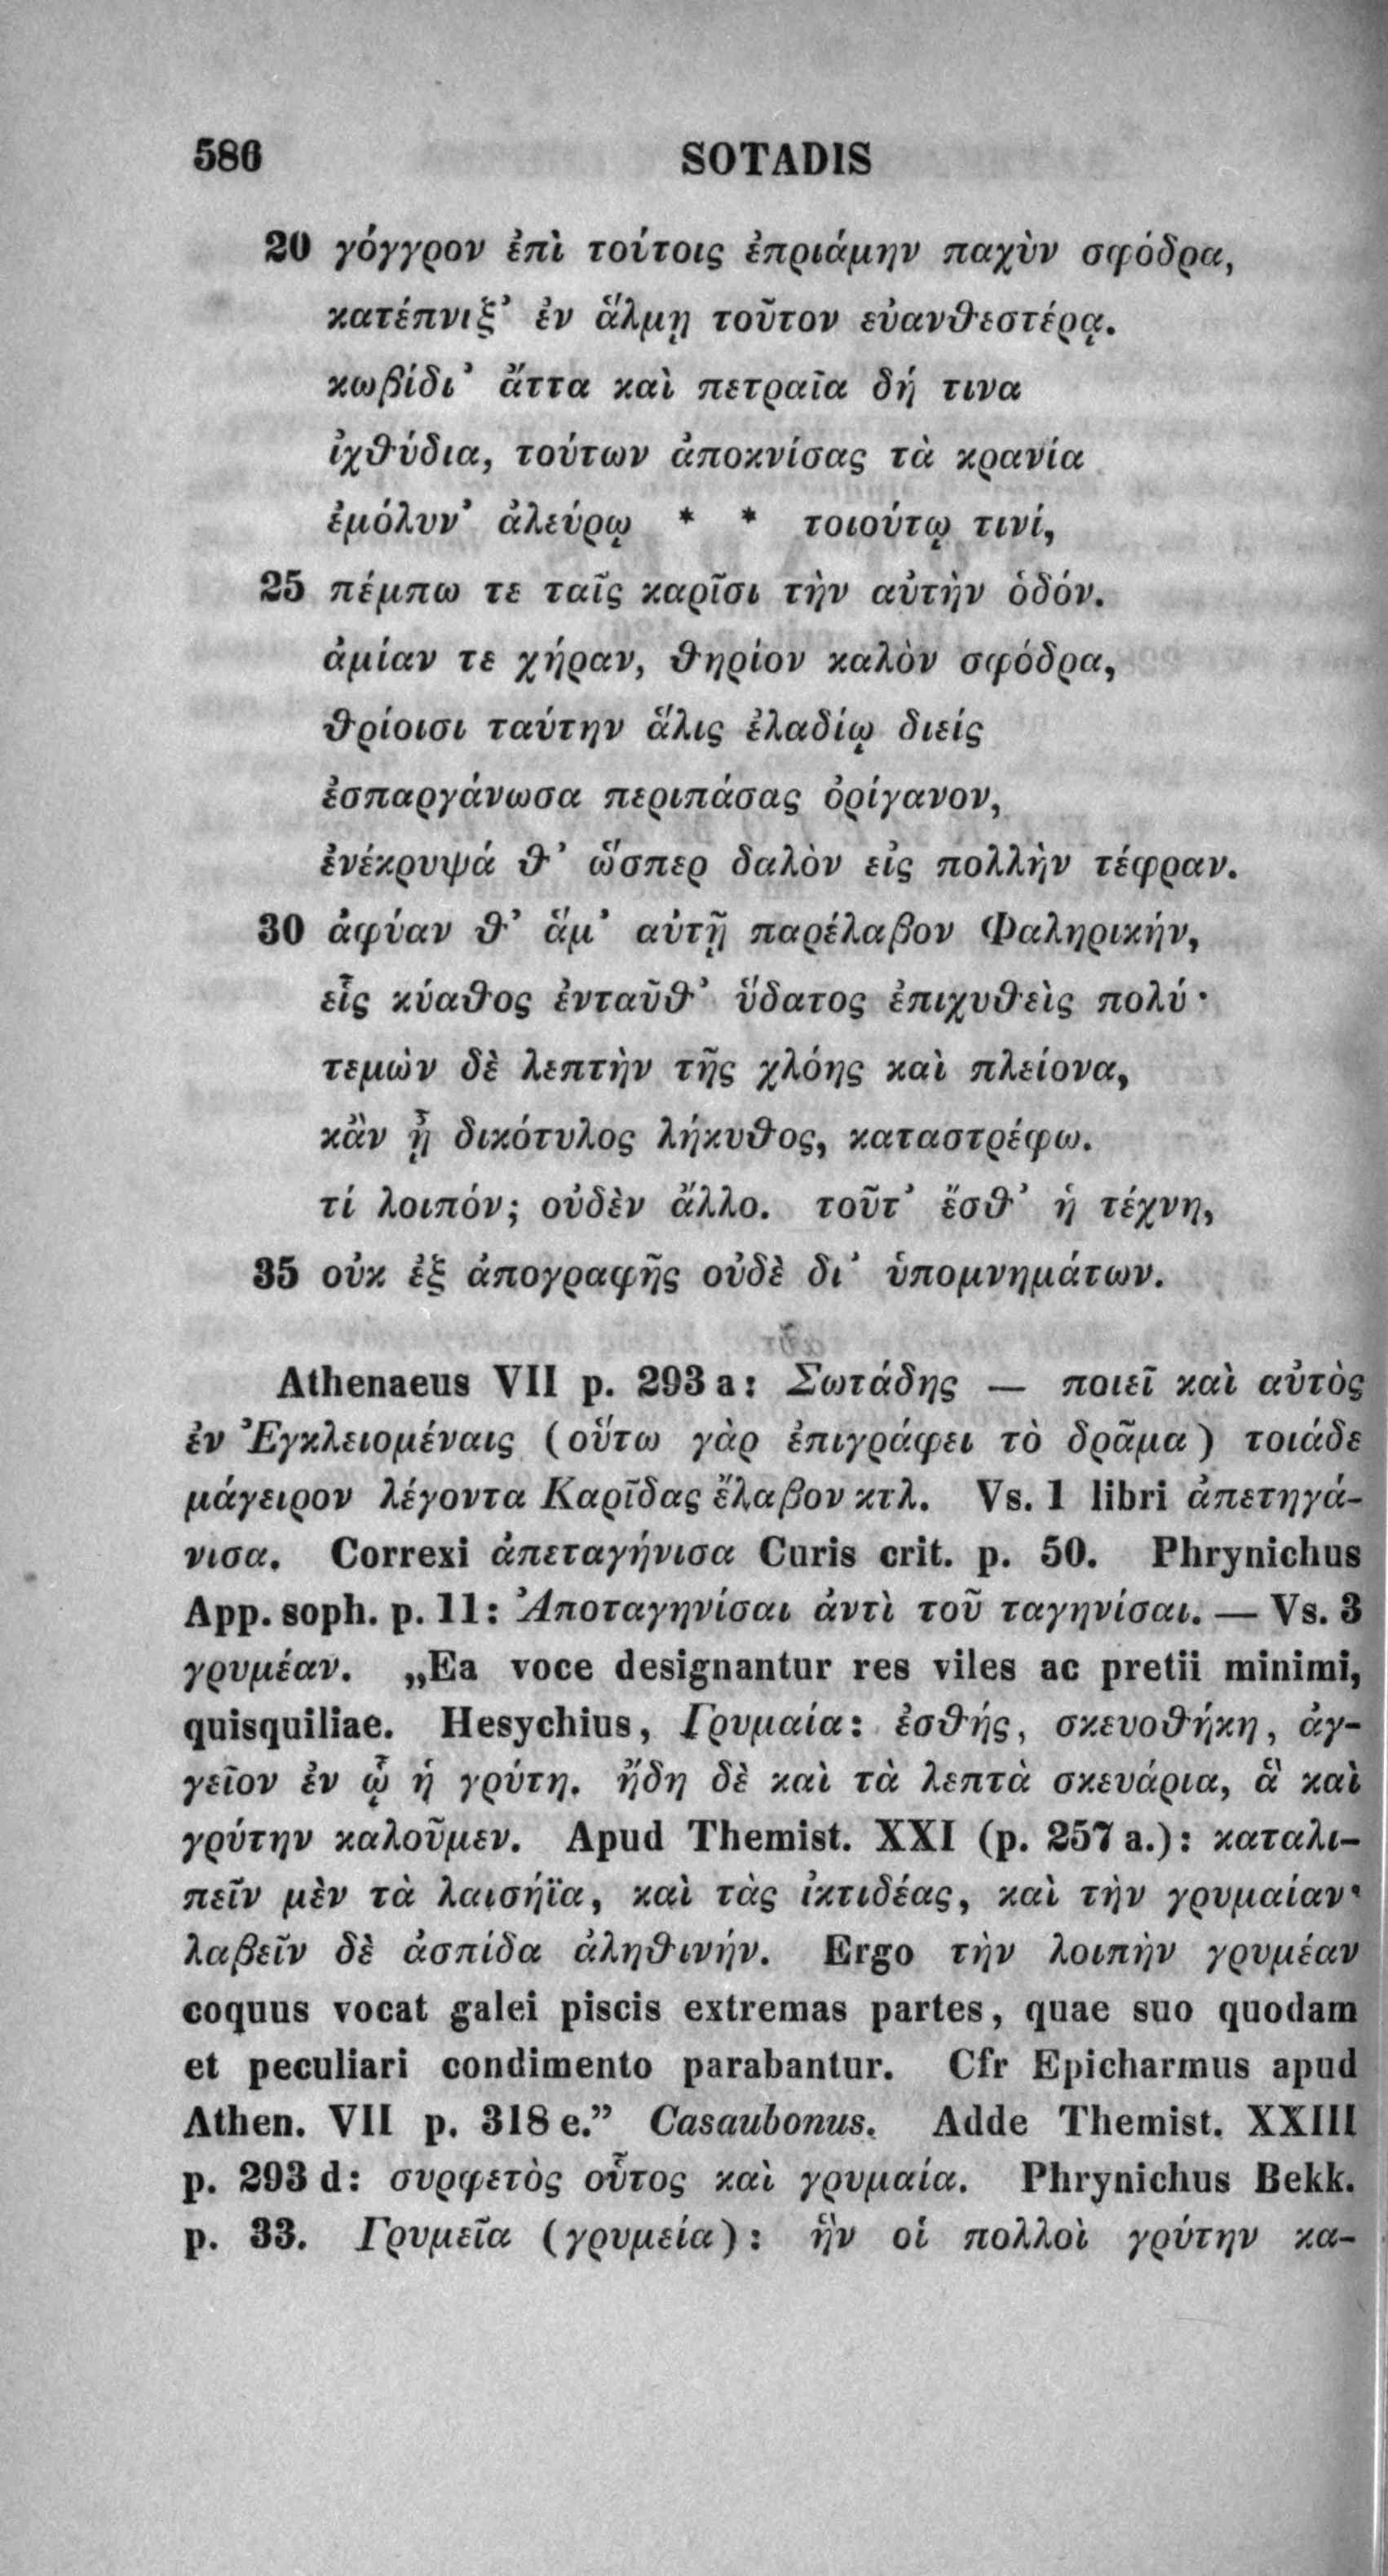 586 SOTADIS
20 γόγγρον ἐπὶ τούτοις ἐπριάμην παχὺν σφόδρα,
κατέπνιξ’ ἐν ἅλμῃ τοῦτον εὐανθεστέρᾳ.
κωβίδι’ ἄττα καὶ πετραῖα δή τινα
ἰχθύδια, τούτων ἀποκνίσας τὰ κρανία
ἐμόλυν’ ἀλεύρῳ * * τοιούτῳ τινί,
25 πέμπω τε ταῖς καρῖσι τὴν αὐτὴν ὁδόν.
ἀμίαν τε χήραν, θηρίον καλὸν σφόδρα,
θρίοισι ταύτην ἅλις ἐλαδίῳ διείς
ἐσπαργάνωσα περιπάσας ὀρίγανον,
ἐνέκρυψά θ’ ὥσπερ δαλὸν εἰς πολλὴν τέφραν.
30 ἀφύαν θ’ ἅμ’ αὐτῇ παρέλαβον Φαληρικήν,
εἷς κύαθος ἐνταῦθ’ ὕδατος ἐπιχυθεὶς πολύ·
τεμὼν δὲ λεπτὴν τῆς χλόης καὶ πλείονα,
κἂν ᾖ δικότυλος λήκυθος, καταστρέφω.
τί λοιπόν; οὐδὲν ἄλλο. τοῦτ’ ἔσθ’ ἡ τέχνη,
35 οὐκ ἐξ ἀπογραφῆς οὐδὲ δι’ ὑπομνημάτων.
Athenaeus VII p. 293 a: Σωτάδης — ποιεῖ καὶ αὐτὸς
ἐν Ἐγκλειομέναις (οὕτω γὰρ ἐπιγράφει τὸ δρᾶμα) τοιάδε
μάγειρον λέγοντα Καρῖδας ἔλαβον κτλ. Vs. 1 libri ἀπετηγά-
νισα. Correxi ἀπεταγήνισα Curis crit. p. 50. Phrynichus
App. soph. p. 11: Ἀποταγηνίσαι ἀντὶ τοῦ ταγηνίσαι. — Vs. 3
γρυμέαν. „Ea voce designantur res viles ac pretii minimi,
quisquiliae. Hesychius, Γρυμαία: ἐσθής, σκευοθήκη, ἀγ-
γεῖον ἐν ᾧ ἡ γρύτη. ἤδη δὲ καὶ τὰ λεπτὰ σκευάρια, ἃ καὶ
γρύτην καλοῦμεν. Apud Themist. XXI (p. 257 a.): καταλι-
πεῖν μὲν τὰ λαισήϊα, καὶ τὰς ἰκτιδέας, καὶ τὴν γρυμαίαν·
λαβεῖν δὲ ἀσπίδα ἀληθινήν. Ergo τὴν λοιπὴν γρυμέαν
coquus vocat galei piscis extremas partes, quae suo quodam
et peculiari condimento parabantur. Cfr Epicharmus apud
Athen. VII p. 318 e.” Casaubonus. Adde Themist. XXIII
p. 293 d: συρφετὸς οὗτος καὶ γρυμαία. Phrynichus Bekk.
p. 33. Γρυμεῖα (γρυμεία): ἣν οἱ πολλοὶ γρύτην κα-